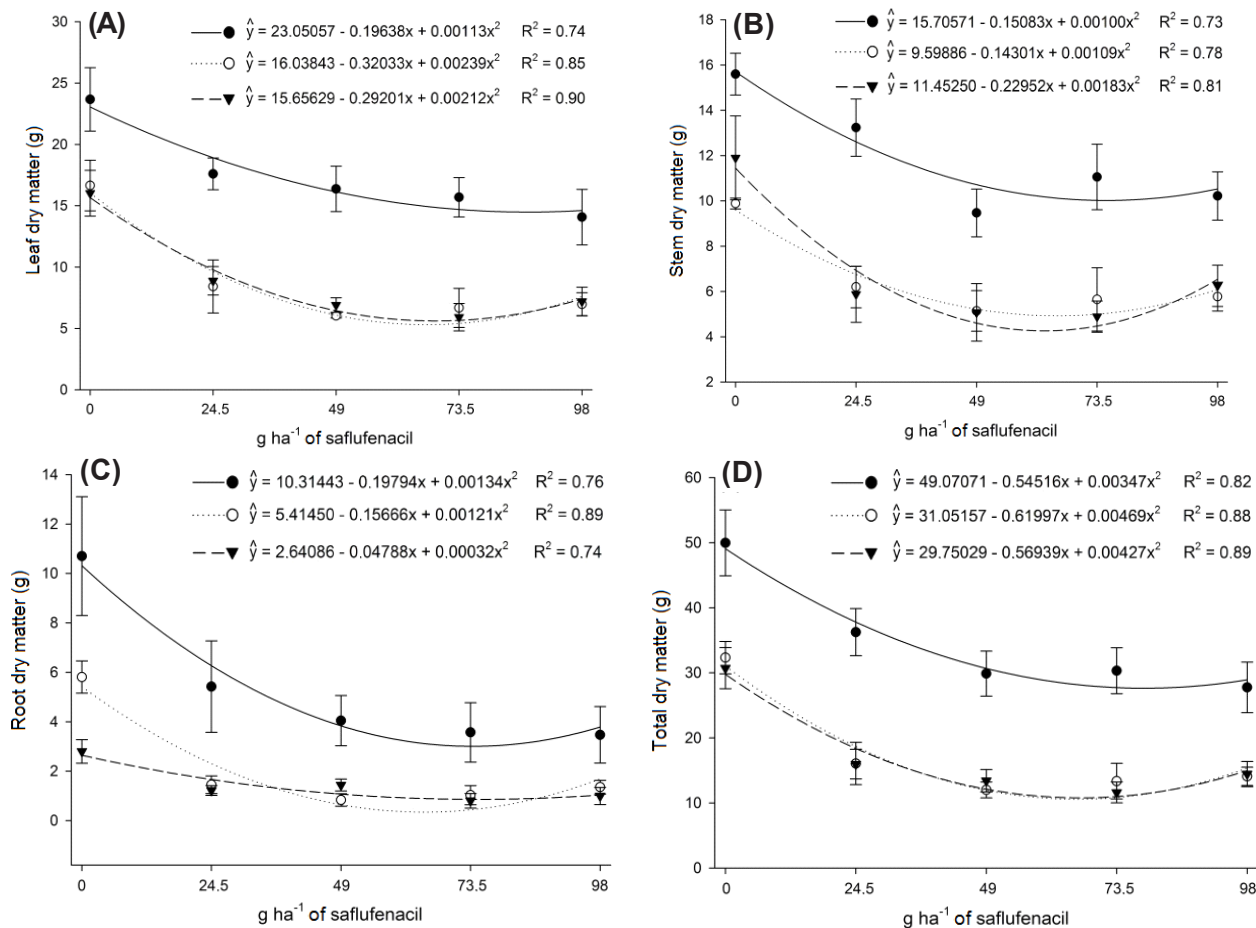 (A)
ŷ = 23.05057 - 0.19638x + 0.00113x² R² = 0.74
ŷ = 16.03843 - 0.32033x + 0.00239x² R² = 0.85
ŷ = 15.65629 - 0.29201x + 0.00212x² R² = 0.90
Leaf dry matter (g)
30
25
20
15
10
5
0
0 24.5 49 73.5 98
g ha⁻¹ of saflufenacil
(B)
ŷ = 15.70571 - 0.15083x + 0.00100x² R² = 0.73
ŷ = 9.59886 - 0.14301x + 0.00109x² R² = 0.78
ŷ = 11.45250 - 0.22952x + 0.00183x² R² = 0.81
Stem dry matter (g)
18
16
14
12
10
8
6
4
2
0 24.5 49 73.5 98
g ha⁻¹ of saflufenacil
(C)
ŷ = 10.31443 - 0.19794x + 0.00134x² R² = 0.76
ŷ = 5.41450 - 0.15666x + 0.00121x² R² = 0.89
ŷ = 2.64086 - 0.04788x + 0.00032x² R² = 0.74
Root dry matter (g)
14
12
10
8
6
4
2
0
0 24.5 49 73.5 98
g ha⁻¹ of saflufenacil
(D)
ŷ = 49.07071 - 0.54516x + 0.00347x² R² = 0.82
ŷ = 31.05157 - 0.61997x + 0.00469x² R² = 0.88
ŷ = 29.75029 - 0.56939x + 0.00427x² R² = 0.89
Total dry matter (g)
60
50
40
30
20
10
0
0 24.5 49 73.5 98
g ha⁻¹ of saflufenacil